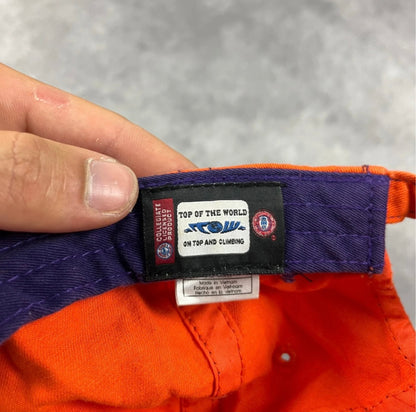 COLLEGIATE
LICENSED
PRODUCT
TOP OF THE WORLD
TOW
ON TOP AND CLIMBING
Made in Vietnam
Fabriqué en Vietnam
Hecho en Vietnam